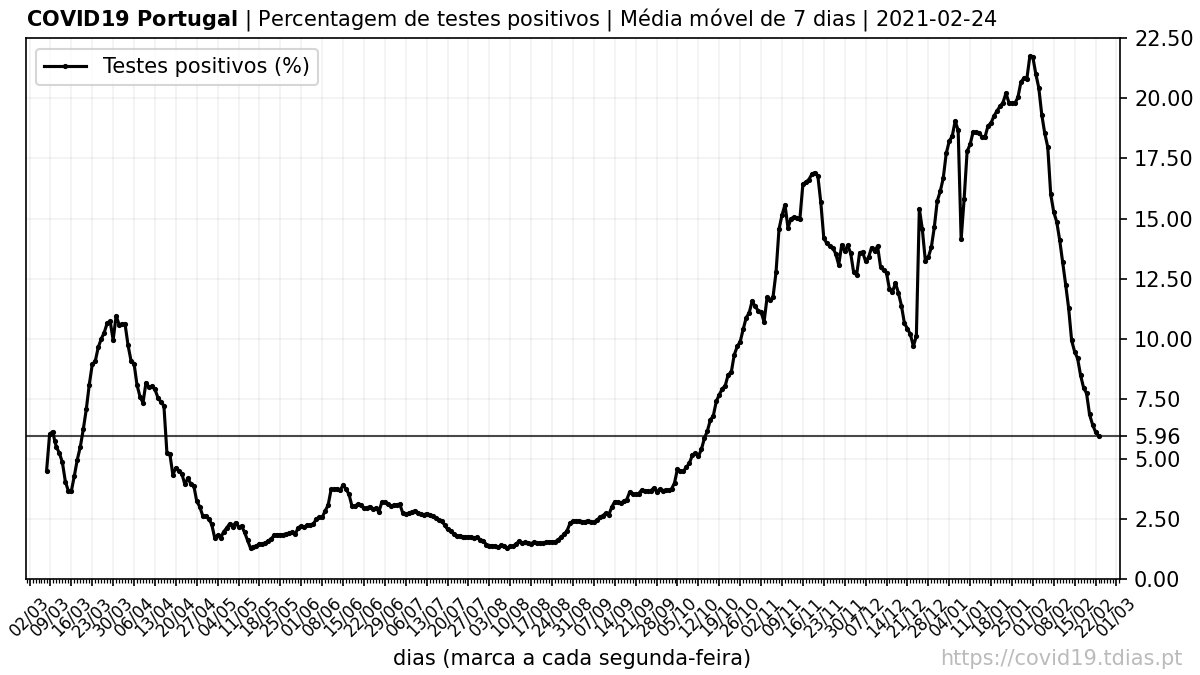 COVID19 Portugal | Percentagem de testes positivos | Média móvel de 7 dias | 2021-02-24
Testes positivos (%)
22.50
20.00
17.50
15.00
12.50
10.00
7.50
5.96
5.00
2.50
0.00
02/03 09/03 16/03 23/03 30/03 06/04 13/04 20/04 27/04 04/05 11/05 18/05 25/05 01/06 08/06 15/06 22/06 29/06 06/07 13/07 20/07 27/07 03/08 10/08 17/08 24/08 31/08 07/09 14/09 21/09 28/09 05/10 12/10 19/10 26/10 02/11 09/11 16/11 23/11 30/11 07/12 14/12 21/12 28/12 04/01 11/01 18/01 25/01 01/02 08/02 15/02 22/02 01/03
dias (marca a cada segunda-feira)
https://covid19.tdias.pt